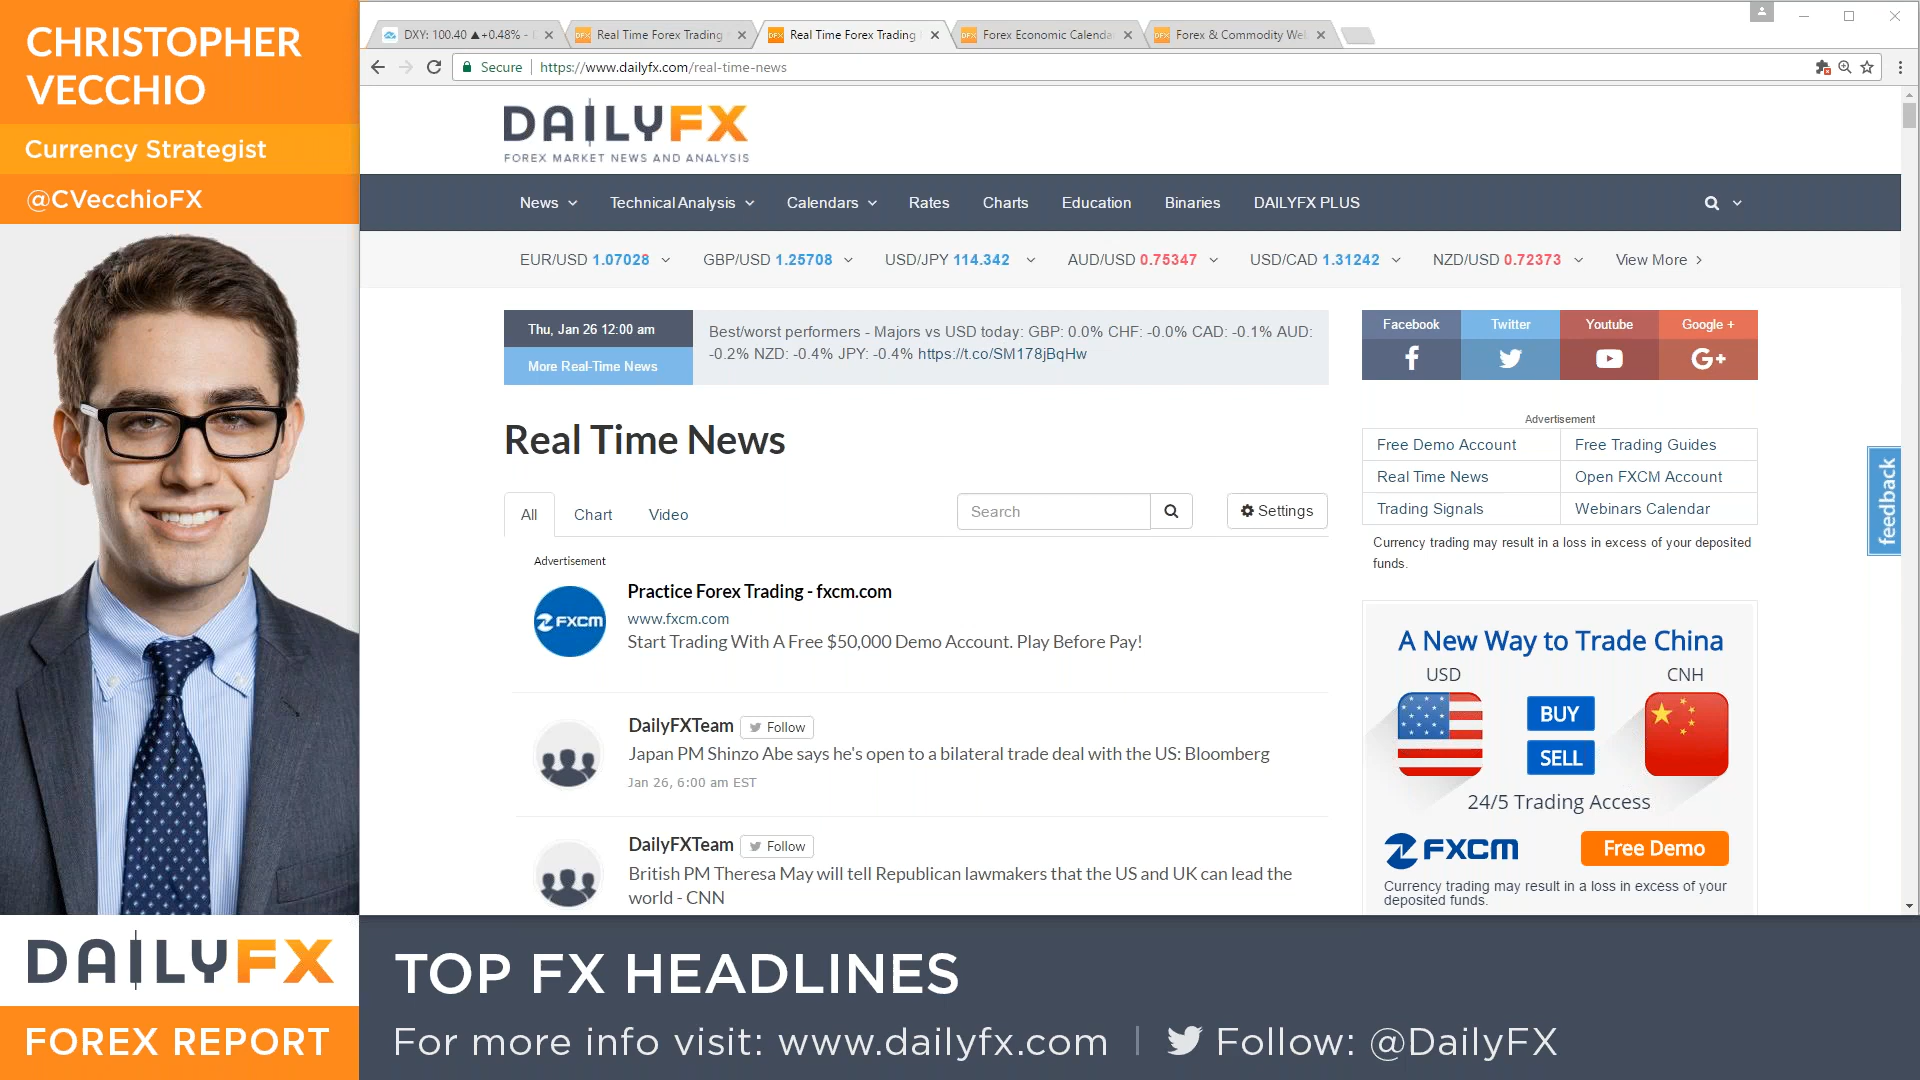 CHRISTOPHER
VECCHIO
Currency Strategist
@CVecchioFX
DXY: 100.40 ▲+0.48% -
Real Time Forex Trading
Real Time Forex Trading
Forex Economic Calenda
Forex & Commodity We
Secure
https://www.dailyfx.com/real-time-news
DAILYFX
FOREX MARKET NEWS AND ANALYSIS
News
Technical Analysis
Calendars
Rates
Charts
Education
Binaries
DAILYFX PLUS
EUR/USD 1.07028
GBP/USD 1.25708
USD/JPY 114.342
AUD/USD 0.75347
USD/CAD 1.31242
NZD/USD 0.72373
View More
Thu, Jan 26 12:00 am
More Real-Time News
Best/worst performers - Majors vs USD today: GBP: 0.0% CHF: -0.0% CAD: -0.1% AUD:
-0.2% NZD: -0.4% JPY: -0.4% https://t.co/SM178jBqHw
Facebook
Twitter
Youtube
Google +
G+
Real Time News
All
Chart
Video
Search
Settings
Advertisement
FXCM
Practice Forex Trading - fxcm.com
www.fxcm.com
Start Trading With A Free $50,000 Demo Account. Play Before Pay!
DailyFXTeam
Follow
Japan PM Shinzo Abe says he's open to a bilateral trade deal with the US: Bloomberg
Jan 26, 6:00 am EST
DailyFXTeam
Follow
British PM Theresa May will tell Republican lawmakers that the US and UK can lead the
world - CNN
Advertisement
Free Demo Account
Free Trading Guides
Real Time News
Open FXCM Account
Trading Signals
Webinars Calendar
Currency trading may result in a loss in excess of your deposited
funds.
feedback
A New Way to Trade China
USD
CNH
BUY
SELL
24/5 Trading Access
FXCM
Free Demo
Currency trading may result in a loss in excess of your
deposited funds.
DAILYFX
FOREX REPORT
TOP FX HEADLINES
For more info visit: www.dailyfx.com | Follow: @DailyFX